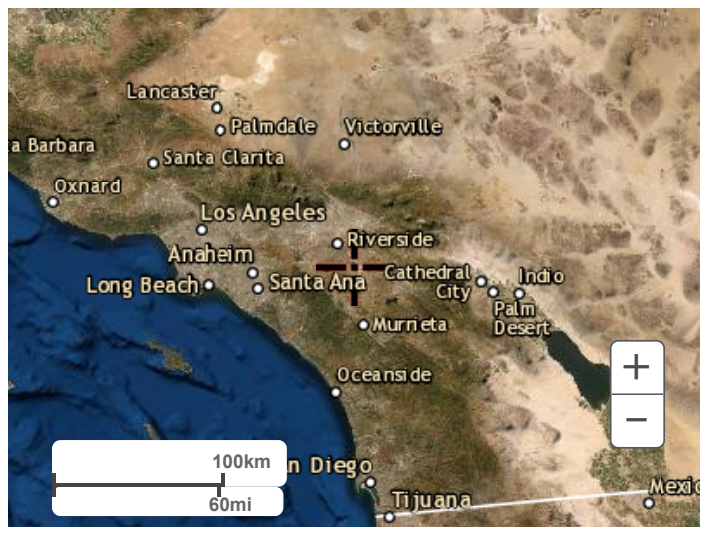 Lancaster
Palmdale
Victorville
a Barbara
Santa Clarita
Oxnard
Los Angeles
Riverside
Anaheim
Cathedral
City
Indio
Long Beach
Santa Ana
Palm
Desert
Murrieta
Oceanside
+
−
100km
60mi
n Diego
Tijuana
Mexic